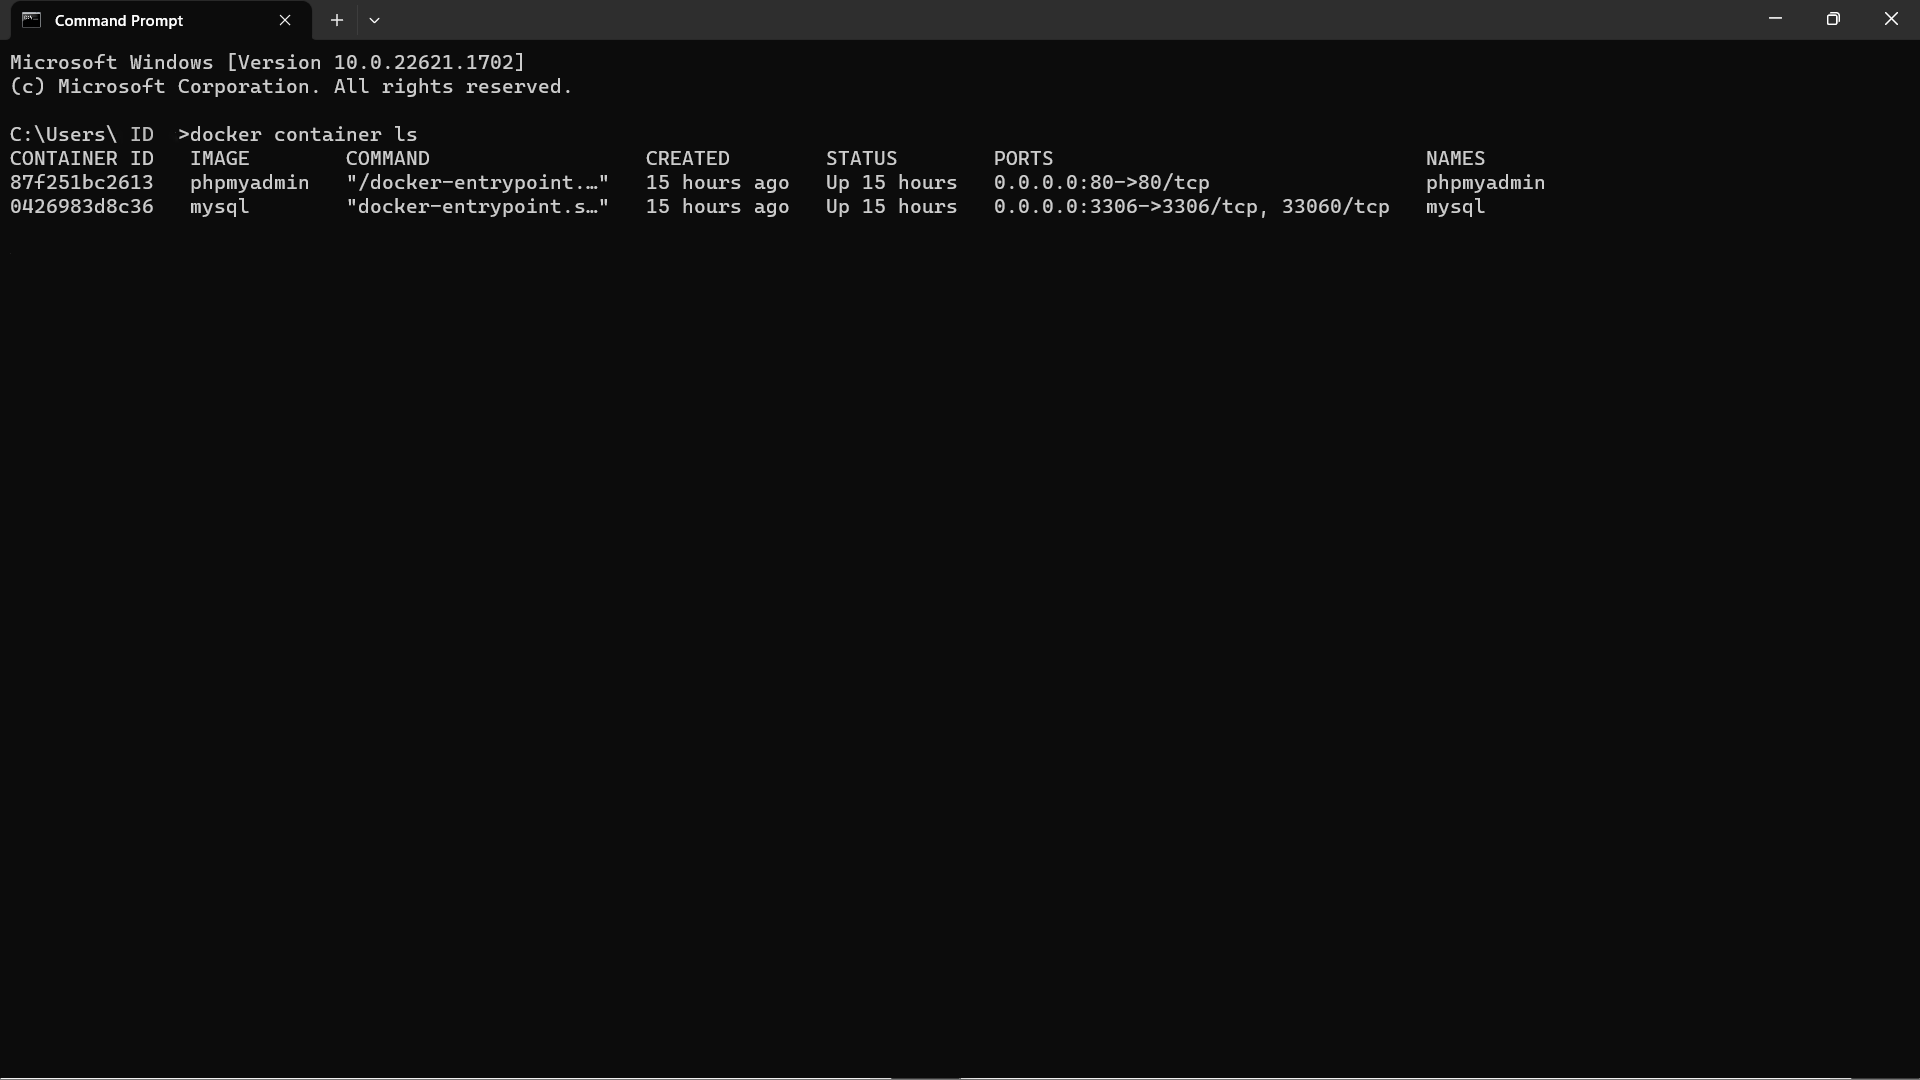 Command Prompt
Microsoft Windows [Version 10.0.22621.1702]
(c) Microsoft Corporation. All rights reserved.
C:\Users\ ID  >docker container ls
CONTAINER ID   IMAGE        COMMAND                  CREATED        STATUS        PORTS                               NAMES
87f251bc2613   phpmyadmin   "/docker-entrypoint.…"   15 hours ago   Up 15 hours   0.0.0.0:80->80/tcp                  phpmyadmin
0426983d8c36   mysql        "docker-entrypoint.s…"   15 hours ago   Up 15 hours   0.0.0.0:3306->3306/tcp, 33060/tcp   mysql